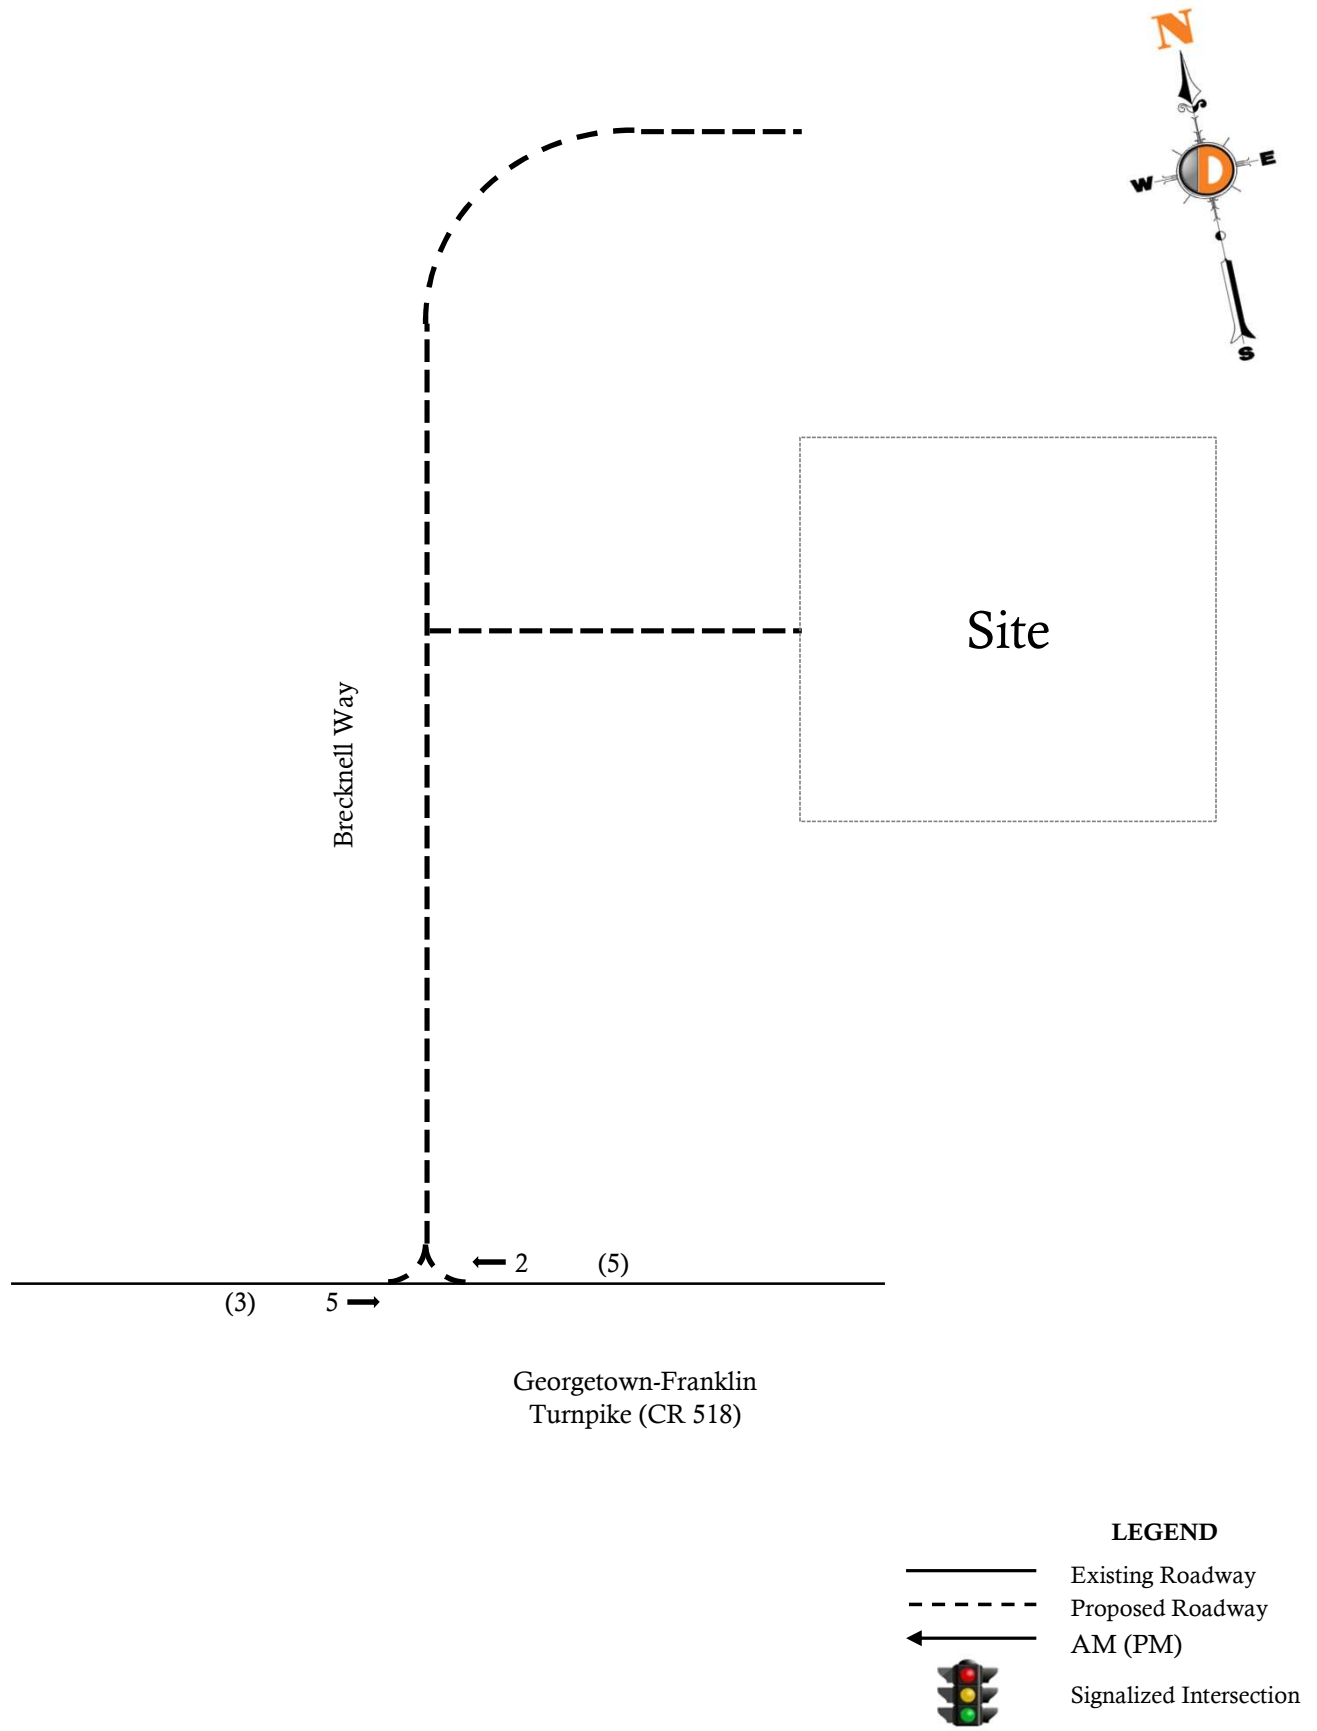 N
W
D
E
S
Site
Brecknell Way
2 (5)
(3) 5
Georgetown-Franklin
Turnpike (CR 518)
LEGEND
Existing Roadway
Proposed Roadway
AM (PM)
Signalized Intersection